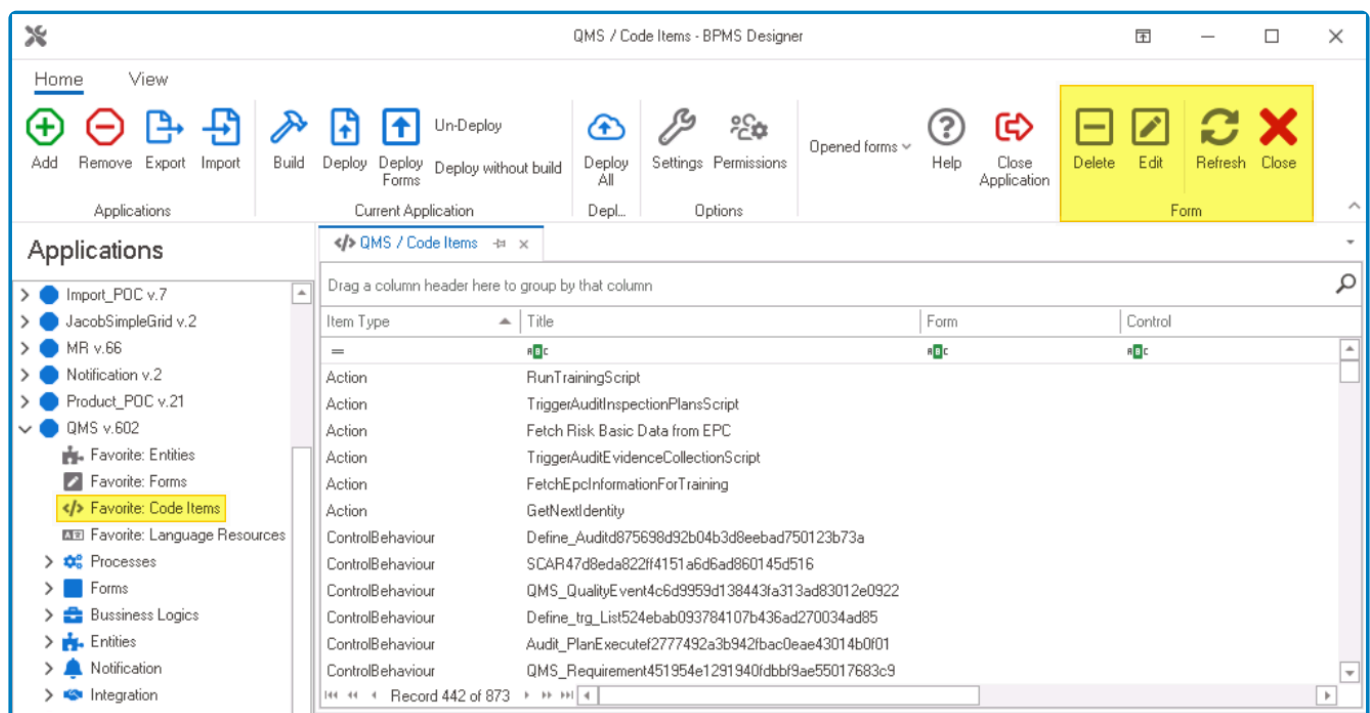 QMS / Code Items - BPMS Designer
Home View
Add Remove Export Import Build Deploy Deploy Forms Un-Deploy Deploy without build Deploy All Settings Permissions Opened forms Help Close Application Delete Edit Refresh Close
Applications Current Application Depl... Options Form
Applications
Import_POC v.7
JacobSimpleGrid v.2
MR v.66
Notification v.2
Product_POC v.21
QMS v.602
Favorite: Entities
Favorite: Forms
</> Favorite: Code Items
Favorite: Language Resources
Processes
Forms
Bussiness Logics
Entities
Notification
Integration
</> QMS / Code Items
Drag a column header here to group by that column
Item Type Title Form Control
= ABC ABC ABC
Action RunTrainingScript
Action TriggerAuditInspectionPlansScript
Action Fetch Risk Basic Data from EPC
Action TriggerAuditEvidenceCollectionScript
Action FetchEpcInformationForTraining
Action GetNextIdentity
ControlBehaviour Define_Auditd875698d92b04b3d8eebad750123b73a
ControlBehaviour SCAR47d8eda822ff4151a6d6ad860145d516
ControlBehaviour QMS_QualityEvent4c6d9959d138443fa313ad83012e0922
ControlBehaviour Define_trg_List524ebab093784107b436ad270034ad85
ControlBehaviour Audit_PlanExecutef2777492a3b942fbac0eae43014b0f01
ControlBehaviour QMS_Requirement451954e1291940fdbbf9ae55017683c9
Record 442 of 873